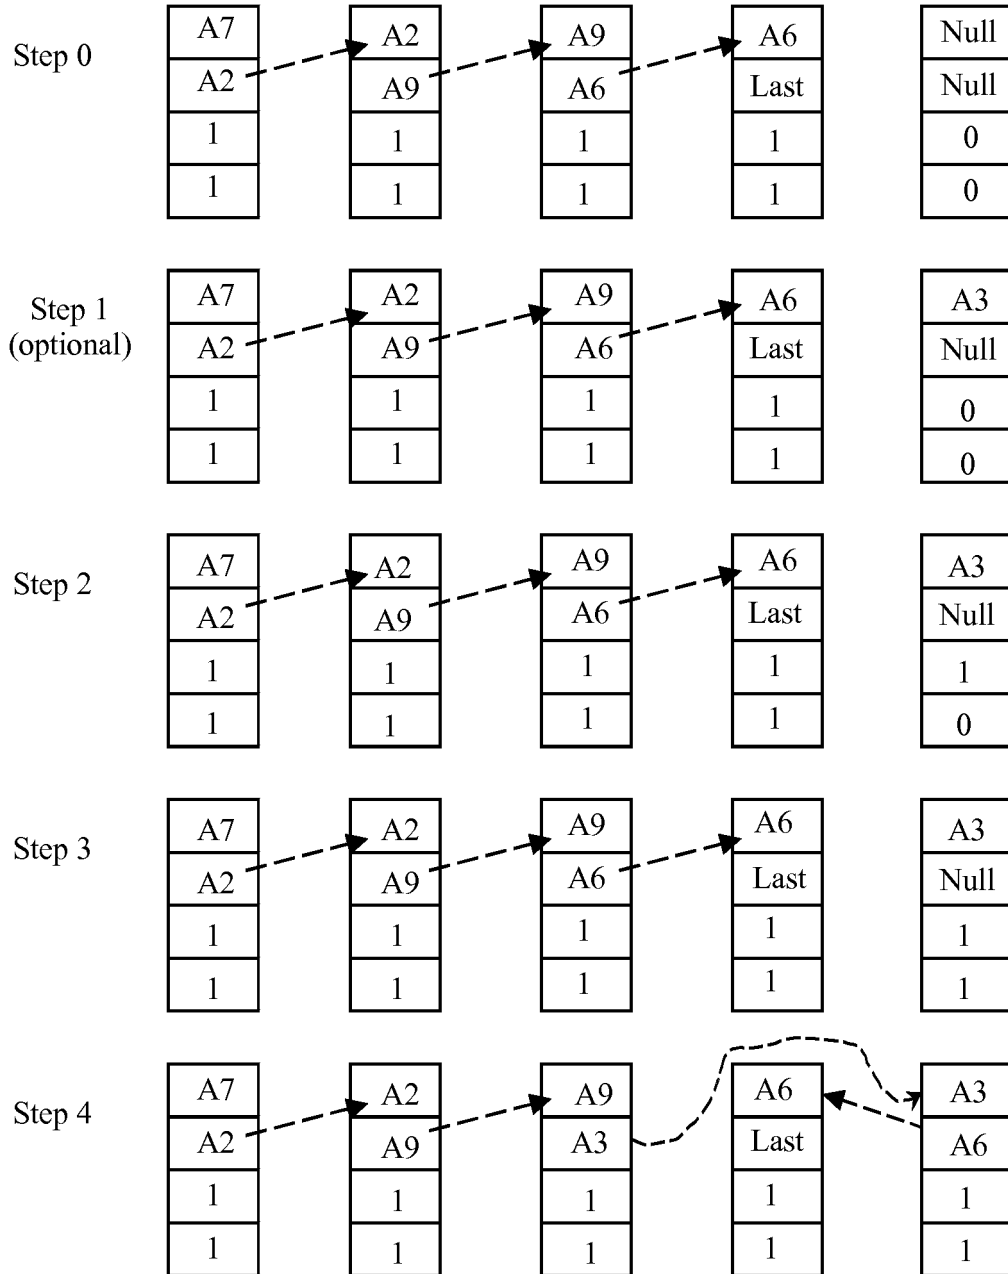 Step 0
A7 A2 A9 A6 Null
A2 A9 A6 Last Null
1 1 1 1 0
1 1 1 1 0
Step 1
(optional)
A7 A2 A9 A6 A3
A2 A9 A6 Last Null
1 1 1 1 0
1 1 1 1 0
Step 2
A7 A2 A9 A6 A3
A2 A9 A6 Last Null
1 1 1 1 1
1 1 1 1 0
Step 3
A7 A2 A9 A6 A3
A2 A9 A6 Last Null
1 1 1 1 1
1 1 1 1 1
Step 4
A7 A2 A9 A6 A3
A2 A9 A3 Last A6
1 1 1 1 1
1 1 1 1 1